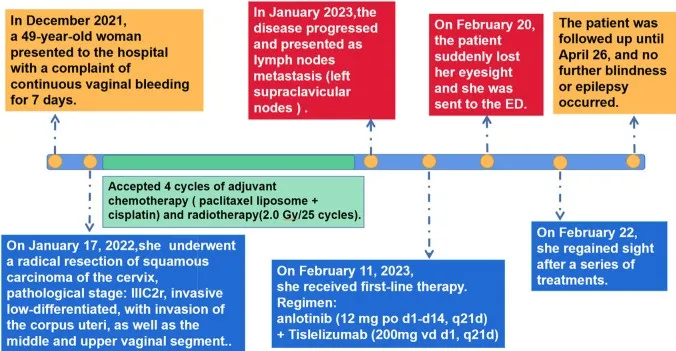 In December 2021,
a 49-year-old woman
presented to the hospital
with a complaint of
continuous vaginal bleeding
for 7 days.
In January 2023,the
disease progressed
and presented as
lymph nodes
metastasis (left
supraclavicular
nodes ) .
On February 20,
the patient
suddenly lost
her eyesight
and she was
sent to the ED.
The patient was
followed up until
April 26, and no
further blindness
or epilepsy
occurred.
Accepted 4 cycles of adjuvant
chemotherapy ( paclitaxel liposome +
cisplatin) and radiotherapy(2.0 Gy/25 cycles).
On January 17, 2022,she underwent
a radical resection of squamous
carcinoma of the cervix,
pathological stage: IIIC2r, invasive
low-differentiated, with invasion of
the corpus uteri, as well as the
middle and upper vaginal segment..
On February 11, 2023,
she received first-line therapy.
Regimen:
anlotinib (12 mg po d1-d14, q21d)
+ Tislelizumab (200mg vd d1, q21d)
On February 22,
she regained sight
after a series of
treatments.